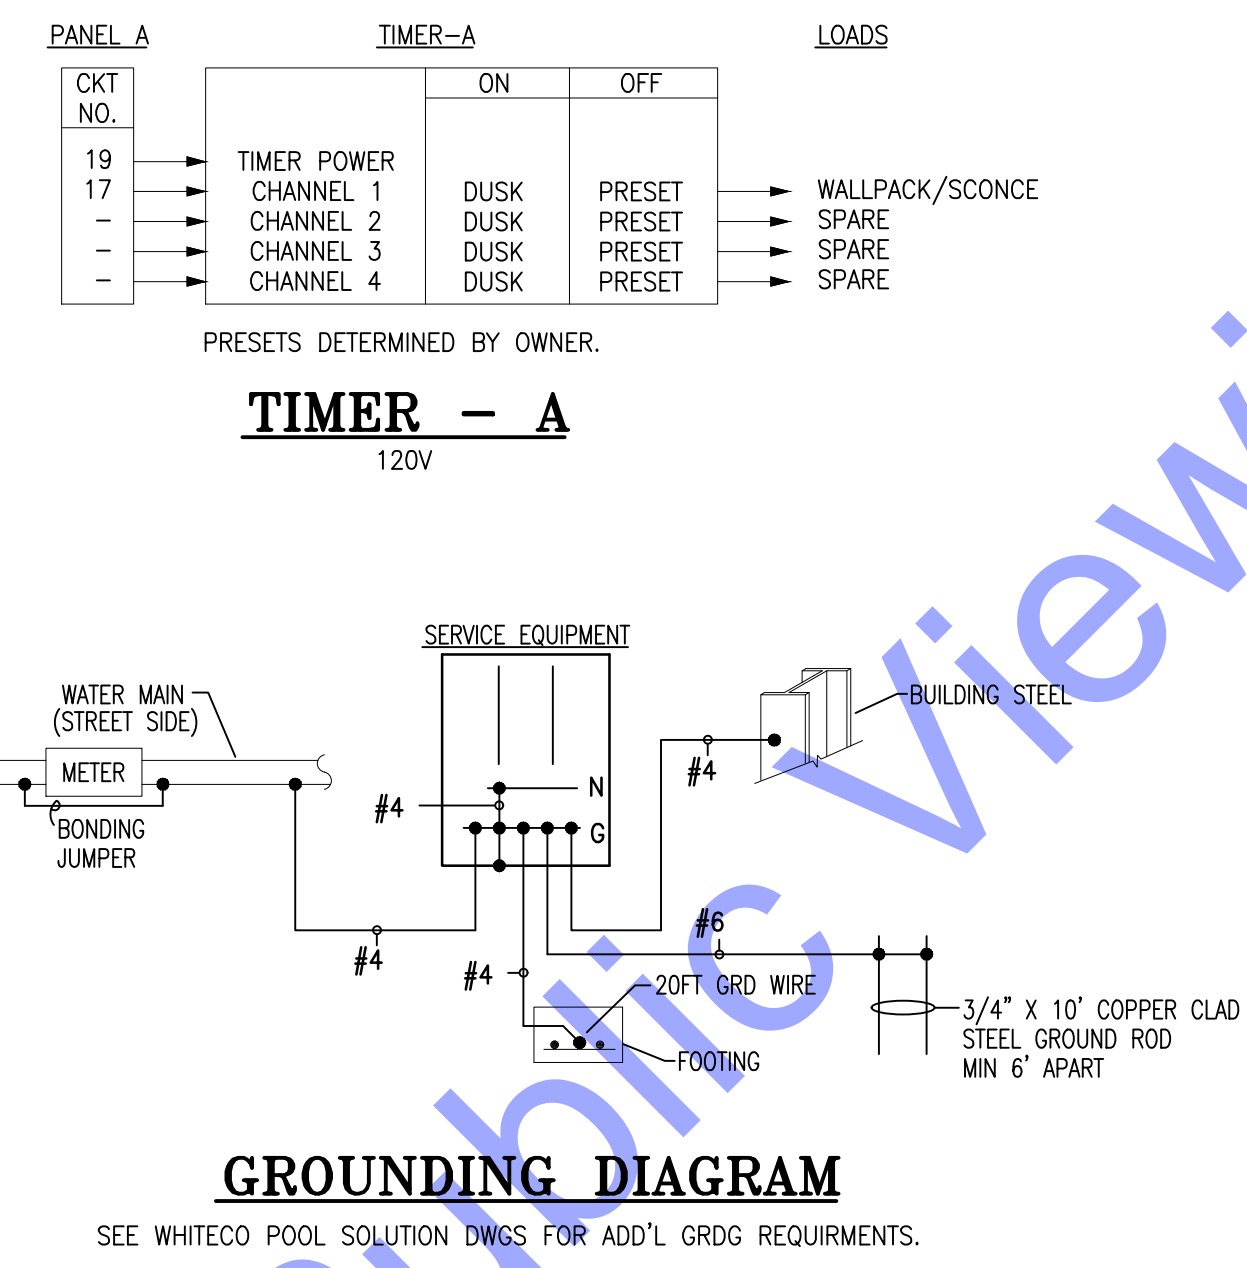 PANEL A TIMER-A LOADS
CKT NO. ON OFF
19 TIMER POWER
17 CHANNEL 1 DUSK PRESET WALLPACK/SCONCE
- CHANNEL 2 DUSK PRESET SPARE
- CHANNEL 3 DUSK PRESET SPARE
- CHANNEL 4 DUSK PRESET SPARE
PRESETS DETERMINED BY OWNER.
TIMER - A
120V
SERVICE EQUIPMENT
WATER MAIN
(STREET SIDE)
BUILDING STEEL
METER
#4
N
#4
G
BONDING
JUMPER
#6
#4
#4
20FT GRD WIRE
3/4" X 10' COPPER CLAD
STEEL GROUND ROD
MIN 6' APART
FOOTING
GROUNDING DIAGRAM
SEE WHITECO POOL SOLUTION DWGS FOR ADD'L GRDG REQUIRMENTS.
Public View